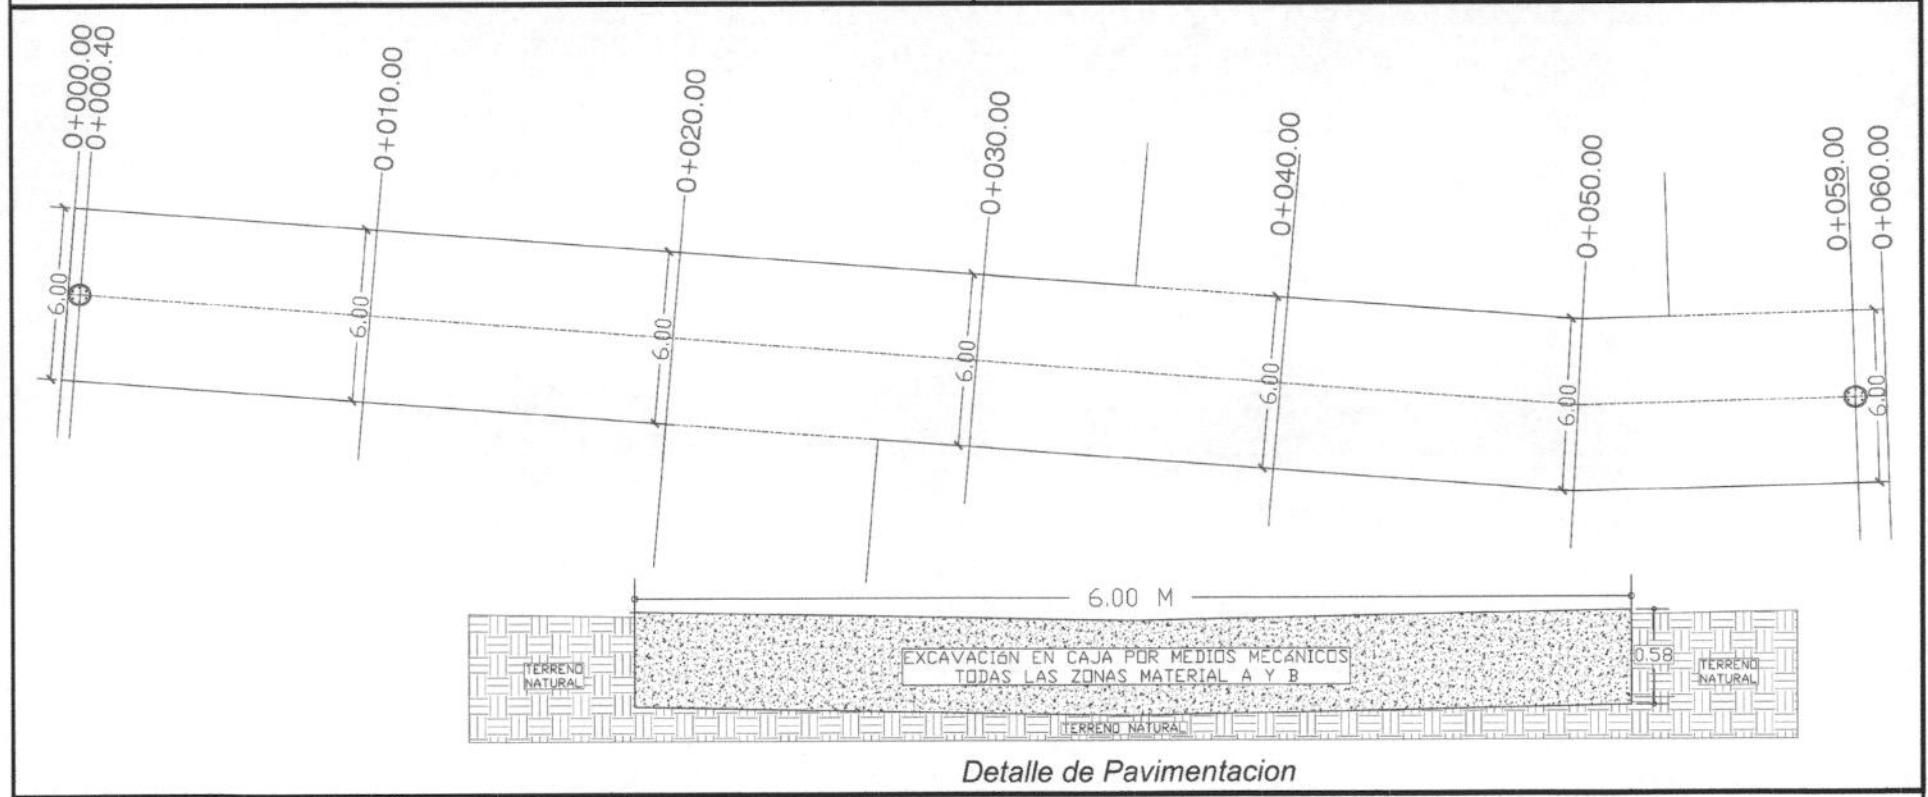 0+000.00
0+000.40
0+010.00
0+020.00
0+030.00
0+040.00
0+050.00
0+059.00
0+060.00
6.00
6.00
6.00
6.00
6.00
6.00
6.00
6.00 M
EXCAVACIóN EN CAJA POR MEDIOS MECáNICOS
TODAS LAS ZONAS MATERIAL A Y B
0.58
TERRENO
NATURAL
TERRENO
NATURAL
TERRENO NATURAL
Detalle de Pavimentacion